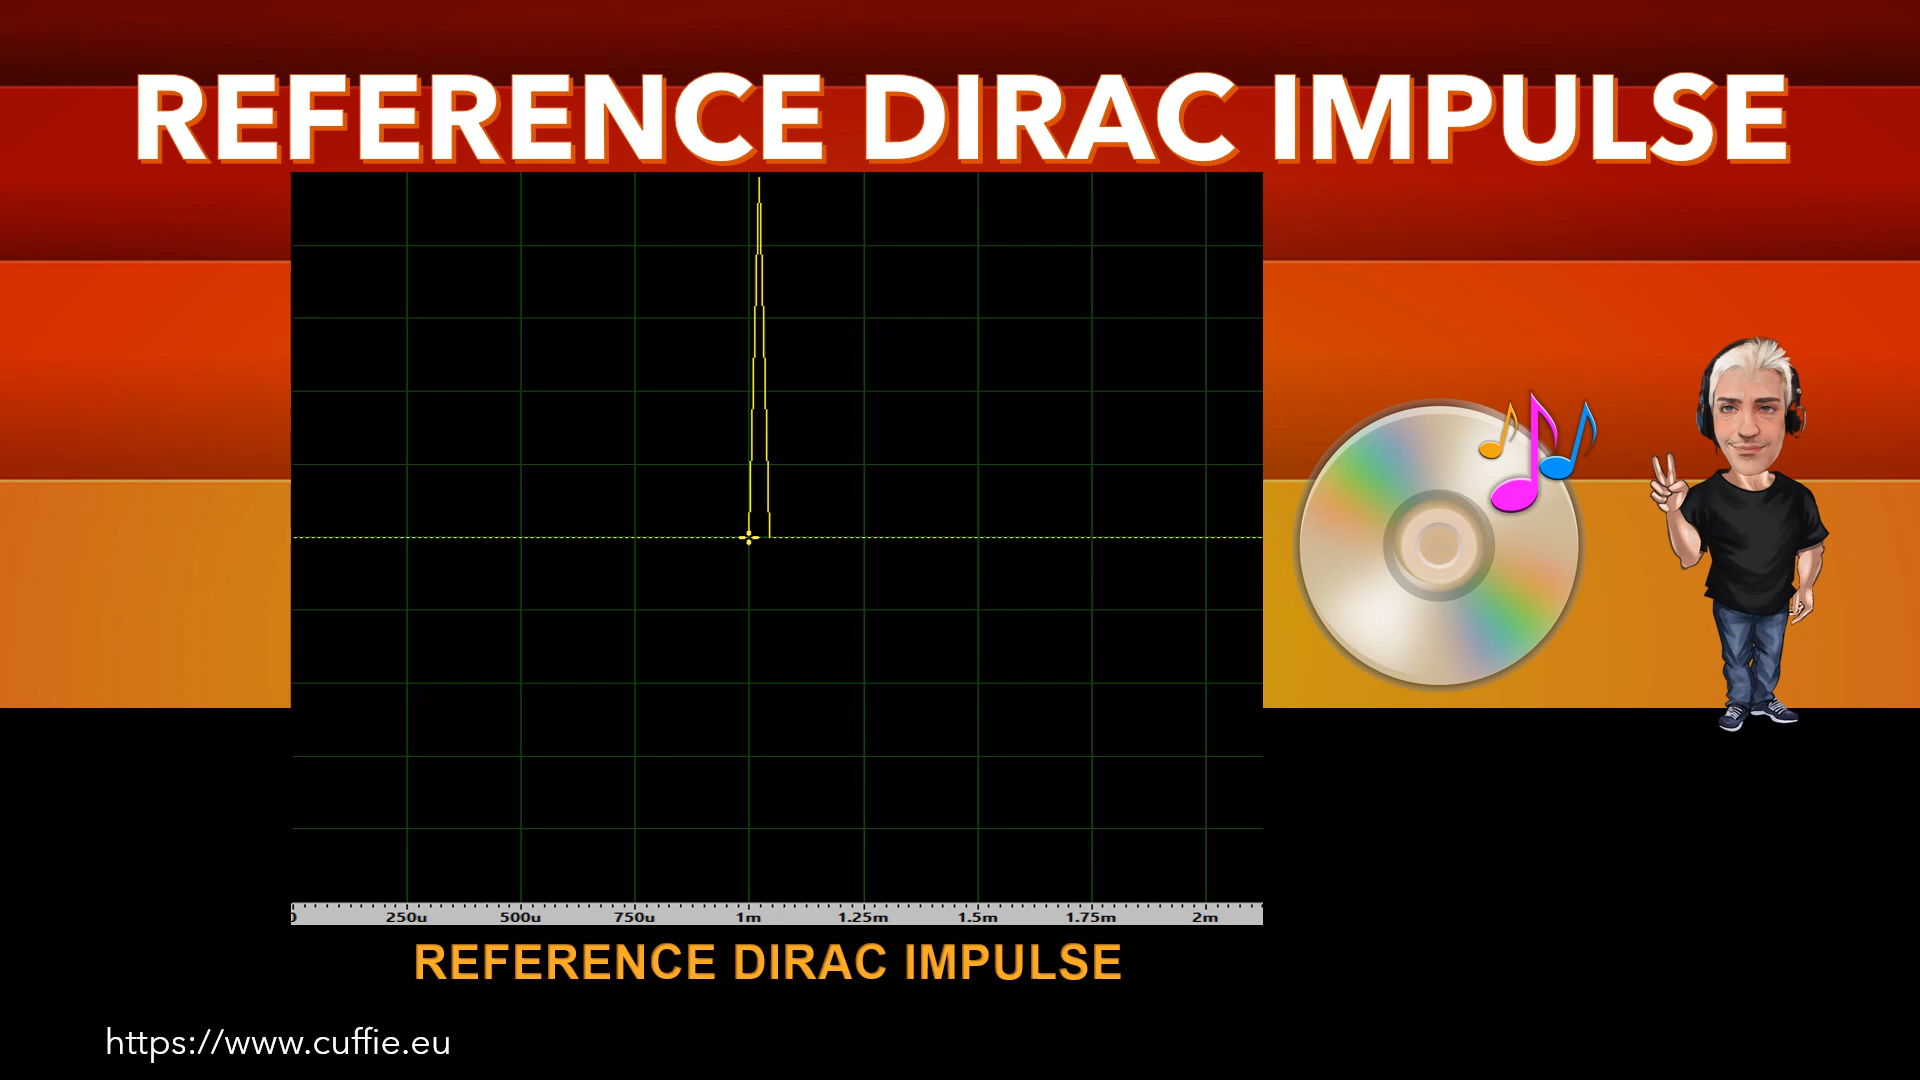 REFERENCE DIRAC IMPULSE
0 250u 500u 750u 1m 1.25m 1.5m 1.75m 2m
REFERENCE DIRAC IMPULSE
https://www.cuffie.eu